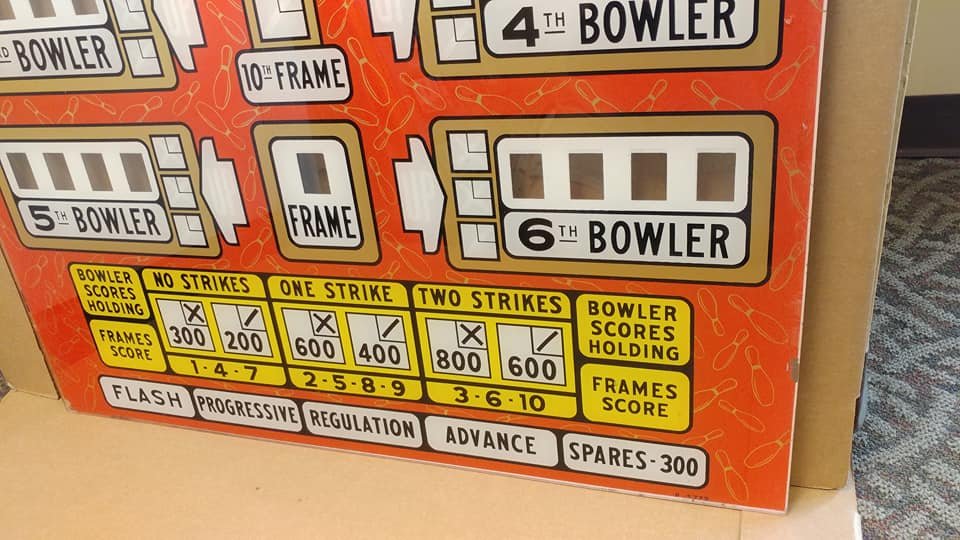 BOWLER
4TH BOWLER
10TH FRAME
5TH BOWLER
FRAME
6TH BOWLER
BOWLER SCORES HOLDING
NO STRIKES
ONE STRIKE
TWO STRIKES
BOWLER SCORES HOLDING
300
200
600
400
800
600
FRAMES SCORE
1-4-7
2-5-8-9
3-6-10
FRAMES SCORE
FLASH
PROGRESSIVE
REGULATION
ADVANCE
SPARES-300